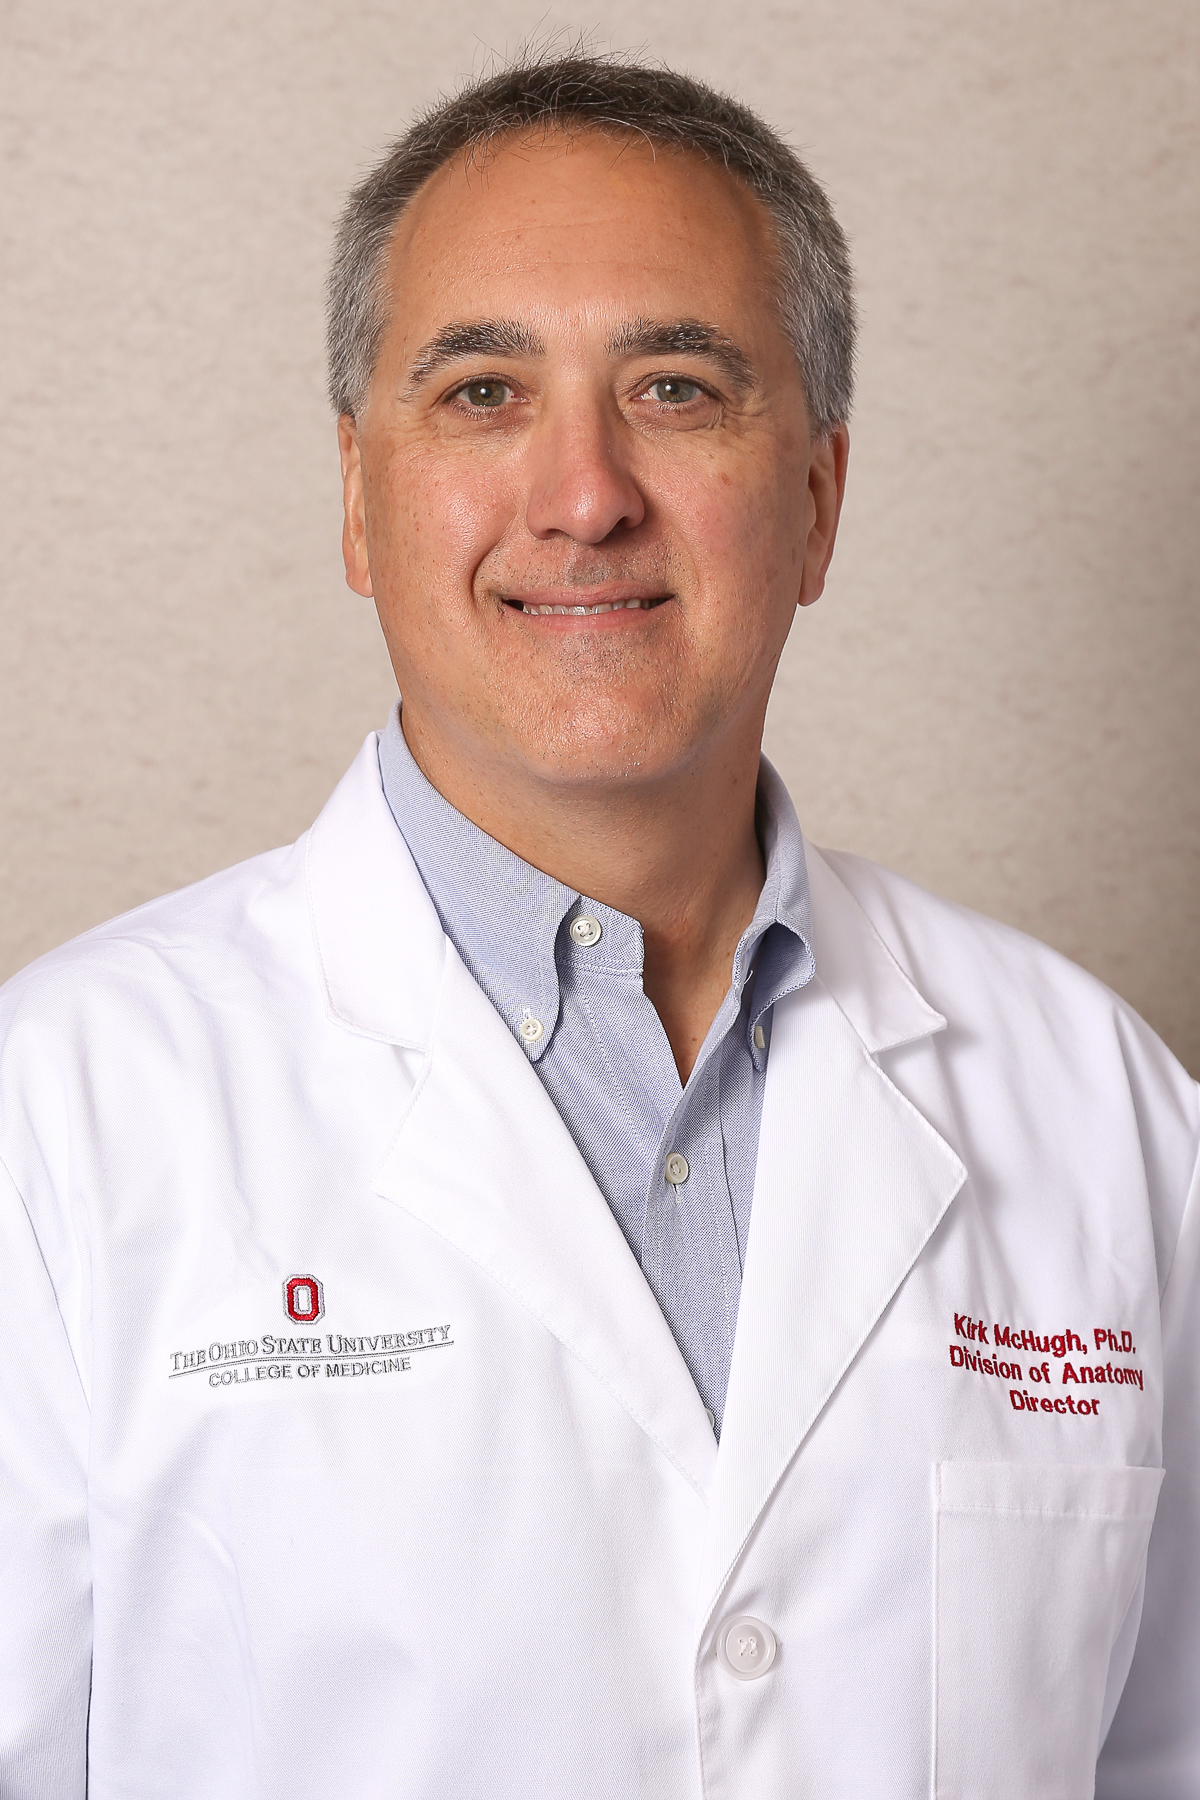 O
THE OHIO STATE UNIVERSITY
COLLEGE OF MEDICINE
Kirk McHugh, Ph.D.
Division of Anatomy
Director